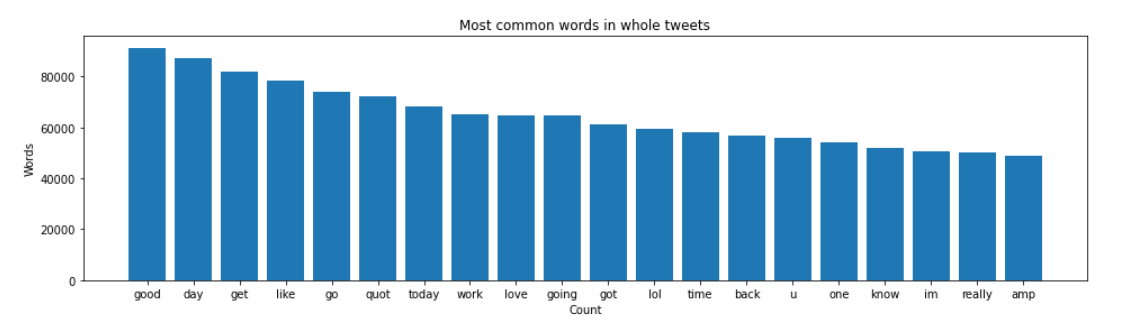 Most common words in whole tweets
Words
80000
60000
40000
20000
0
good day get like go quot today work love going got lol time back u one know im really amp
Count